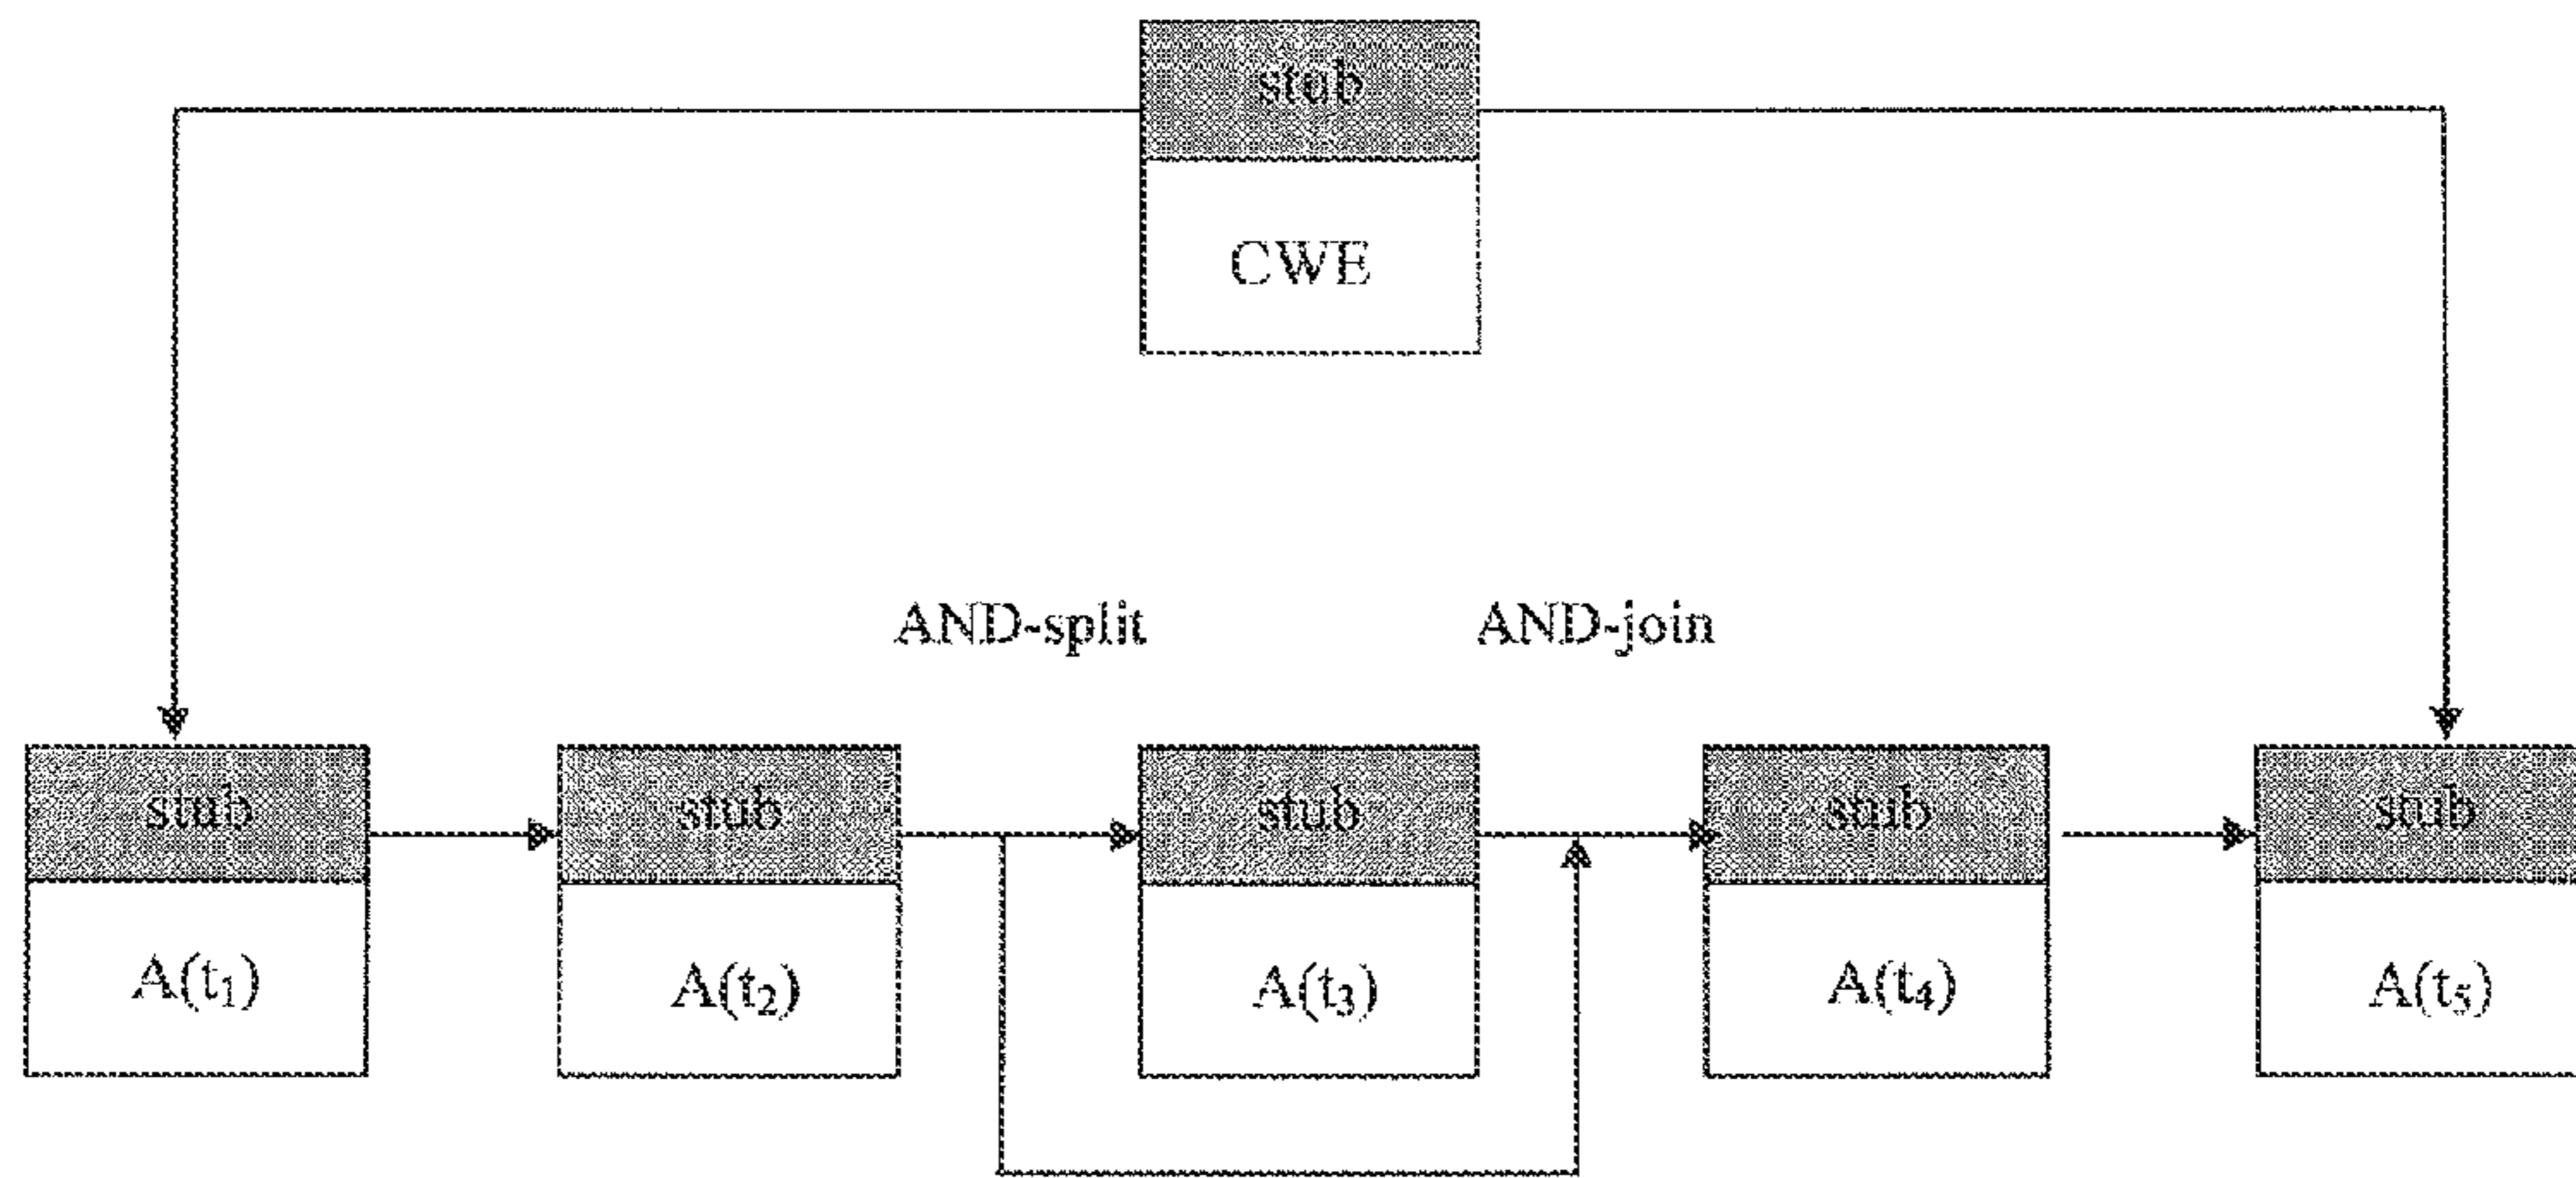 stub
CWE
AND-split AND-join
stub stub stub stub stub
A(t₁) A(t₂) A(t₃) A(t₄) A(t₅)